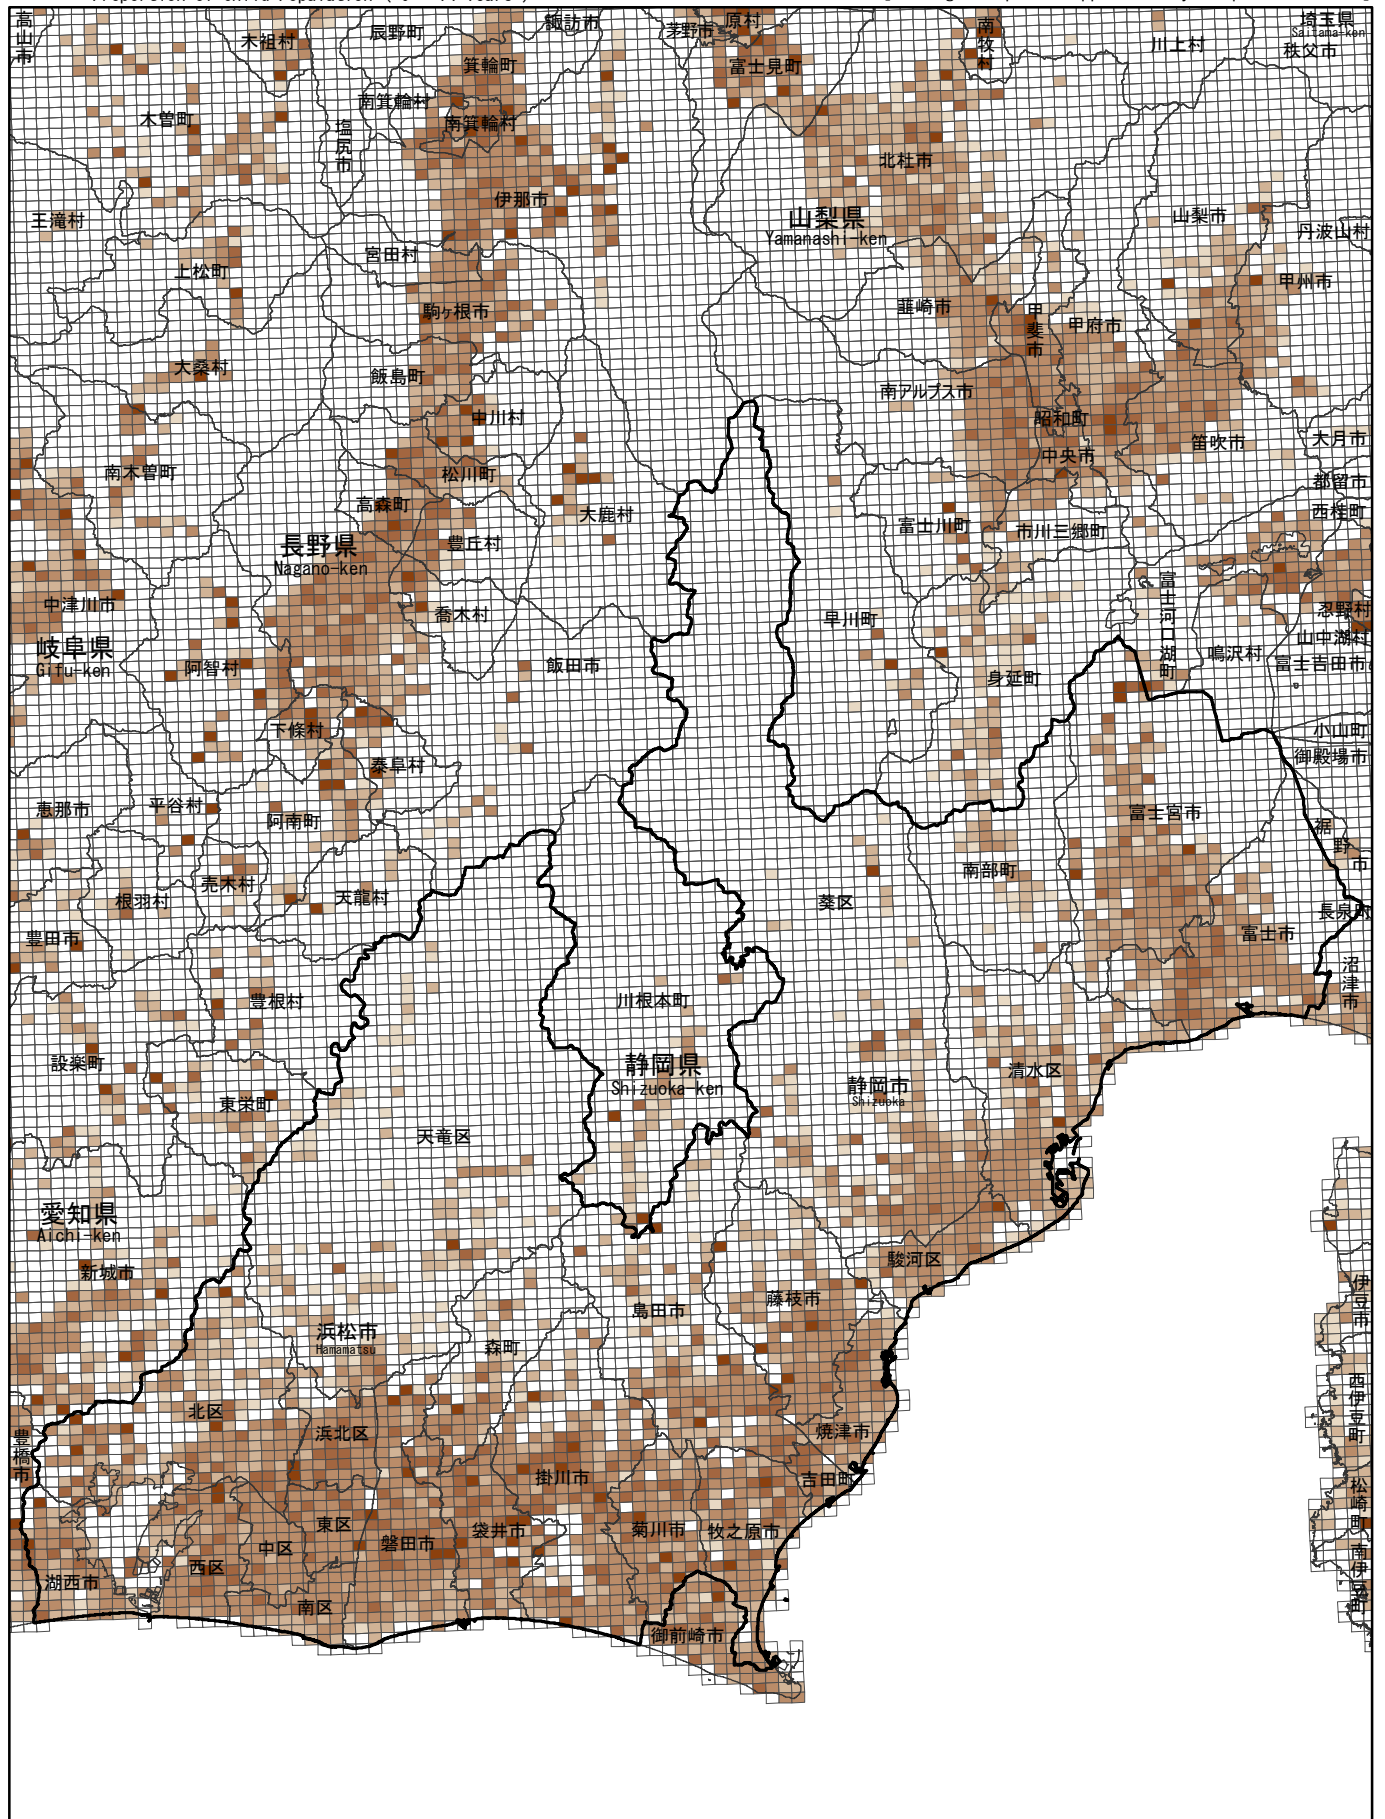 高山市
木祖村
辰野町
諏訪市
茅野市
原村
南牧村
川上村
埼玉県
Saitama-ken
秩父市
箕輪町
富士見町
南箕輪村
木曽町
塩尻市
南箕輪村
北杜市
伊那市
王滝村
山梨県
Yamanashi-ken
山梨市
丹波山村
宮田村
上松町
甲州市
駒ヶ根市
韮崎市
甲斐市
甲府市
大桑村
飯島町
南アルプス市
中川村
昭和町
笛吹市
大月市
中央市
南木曽町
松川町
都留市
高森町
大鹿村
富士川町
市川三郷町
西桂町
長野県
Nagano-ken
豊丘村
富士河口湖町
中津川市
喬木村
早川町
忍野村
岐阜県
Gifu-ken
山中湖村
阿智村
飯田市
身延町
鳴沢村
富士吉田市
下條村
小山町
泰阜村
御殿場市
恵那市
平谷村
阿南町
富士宮市
裾野市
売木村
南部町
根羽村
天龍村
葵区
長泉町
豊田市
富士市
沼津市
豊根村
川根本町
設楽町
静岡県
Shizuoka-ken
静岡市
Shizuoka
清水区
東栄町
天竜区
愛知県
Aichi-ken
駿河区
新城市
藤枝市
伊豆市
島田市
浜松市
Hamamatsu
森町
西伊豆町
北区
浜北区
焼津市
豊橋市
掛川市
吉田町
松崎町
東区
袋井市
菊川市
牧之原市
中区
磐田市
西区
南伊豆町
湖西市
南区
御前崎市